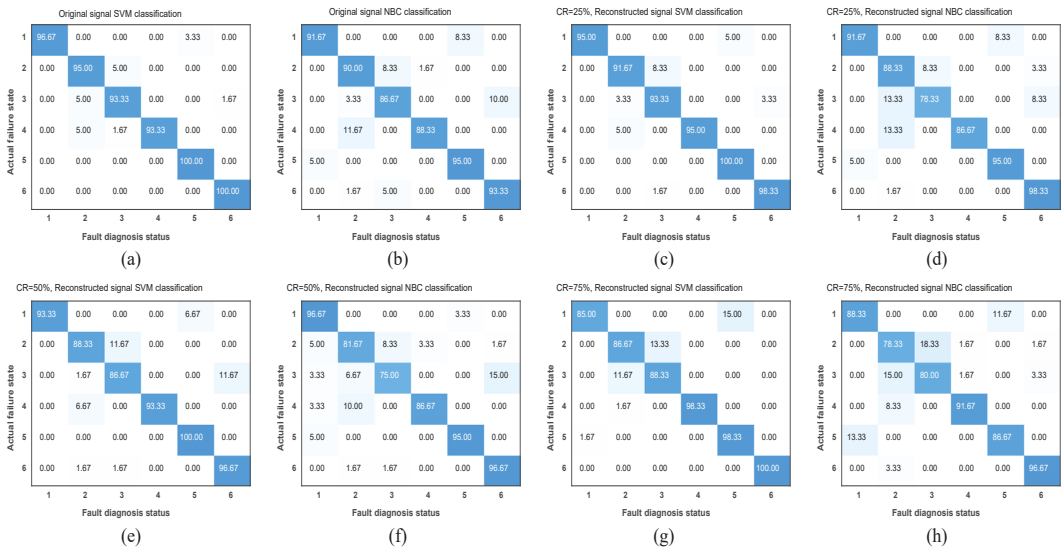 Original signal SVM classification
Actual failure state
1 96.67 0.00 0.00 0.00 3.33 0.00
2 0.00 95.00 5.00 0.00 0.00 0.00
3 0.00 5.00 93.33 0.00 0.00 1.67
4 0.00 5.00 1.67 93.33 0.00 0.00
5 0.00 0.00 0.00 0.00 100.00 0.00
6 0.00 0.00 0.00 0.00 0.00 100.00
1 2 3 4 5 6
Fault diagnosis status
(a)
Original signal NBC classification
Actual failure state
1 91.67 0.00 0.00 0.00 8.33 0.00
2 0.00 90.00 8.33 1.67 0.00 0.00
3 0.00 3.33 86.67 0.00 0.00 10.00
4 0.00 11.67 0.00 88.33 0.00 0.00
5 5.00 0.00 0.00 0.00 95.00 0.00
6 0.00 1.67 5.00 0.00 0.00 93.33
1 2 3 4 5 6
Fault diagnosis status
(b)
CR=25%, Reconstructed signal SVM classification
Actual failure state
1 95.00 0.00 0.00 0.00 5.00 0.00
2 0.00 91.67 8.33 0.00 0.00 0.00
3 0.00 3.33 93.33 0.00 0.00 3.33
4 0.00 5.00 0.00 95.00 0.00 0.00
5 0.00 0.00 0.00 0.00 100.00 0.00
6 0.00 0.00 1.67 0.00 0.00 98.33
1 2 3 4 5 6
Fault diagnosis status
(c)
CR=25%, Reconstructed signal NBC classification
Actual failure state
1 91.67 0.00 0.00 0.00 8.33 0.00
2 0.00 88.33 8.33 0.00 0.00 3.33
3 0.00 13.33 78.33 0.00 0.00 8.33
4 0.00 13.33 0.00 86.67 0.00 0.00
5 5.00 0.00 0.00 0.00 95.00 0.00
6 0.00 1.67 0.00 0.00 0.00 98.33
1 2 3 4 5 6
Fault diagnosis status
(d)
CR=50%, Reconstructed signal SVM classification
Actual failure state
1 93.33 0.00 0.00 0.00 6.67 0.00
2 0.00 88.33 11.67 0.00 0.00 0.00
3 0.00 1.67 86.67 0.00 0.00 11.67
4 0.00 6.67 0.00 93.33 0.00 0.00
5 0.00 0.00 0.00 0.00 100.00 0.00
6 0.00 1.67 1.67 0.00 0.00 96.67
1 2 3 4 5 6
Fault diagnosis status
(e)
CR=50%, Reconstructed signal NBC classification
Actual failure state
1 96.67 0.00 0.00 0.00 3.33 0.00
2 5.00 81.67 8.33 3.33 0.00 1.67
3 3.33 6.67 75.00 0.00 0.00 15.00
4 3.33 10.00 0.00 86.67 0.00 0.00
5 5.00 0.00 0.00 0.00 95.00 0.00
6 0.00 1.67 1.67 0.00 0.00 96.67
1 2 3 4 5 6
Fault diagnosis status
(f)
CR=75%, Reconstructed signal SVM classification
Actual failure state
1 85.00 0.00 0.00 0.00 15.00 0.00
2 0.00 86.67 13.33 0.00 0.00 0.00
3 0.00 11.67 88.33 0.00 0.00 0.00
4 0.00 1.67 0.00 98.33 0.00 0.00
5 1.67 0.00 0.00 0.00 98.33 0.00
6 0.00 0.00 0.00 0.00 0.00 100.00
1 2 3 4 5 6
Fault diagnosis status
(g)
CR=75%, Reconstructed signal NBC classification
Actual failure state
1 88.33 0.00 0.00 0.00 11.67 0.00
2 0.00 78.33 18.33 1.67 0.00 1.67
3 0.00 15.00 80.00 1.67 0.00 3.33
4 0.00 8.33 0.00 91.67 0.00 0.00
5 13.33 0.00 0.00 0.00 86.67 0.00
6 0.00 3.33 0.00 0.00 0.00 96.67
1 2 3 4 5 6
Fault diagnosis status
(h)